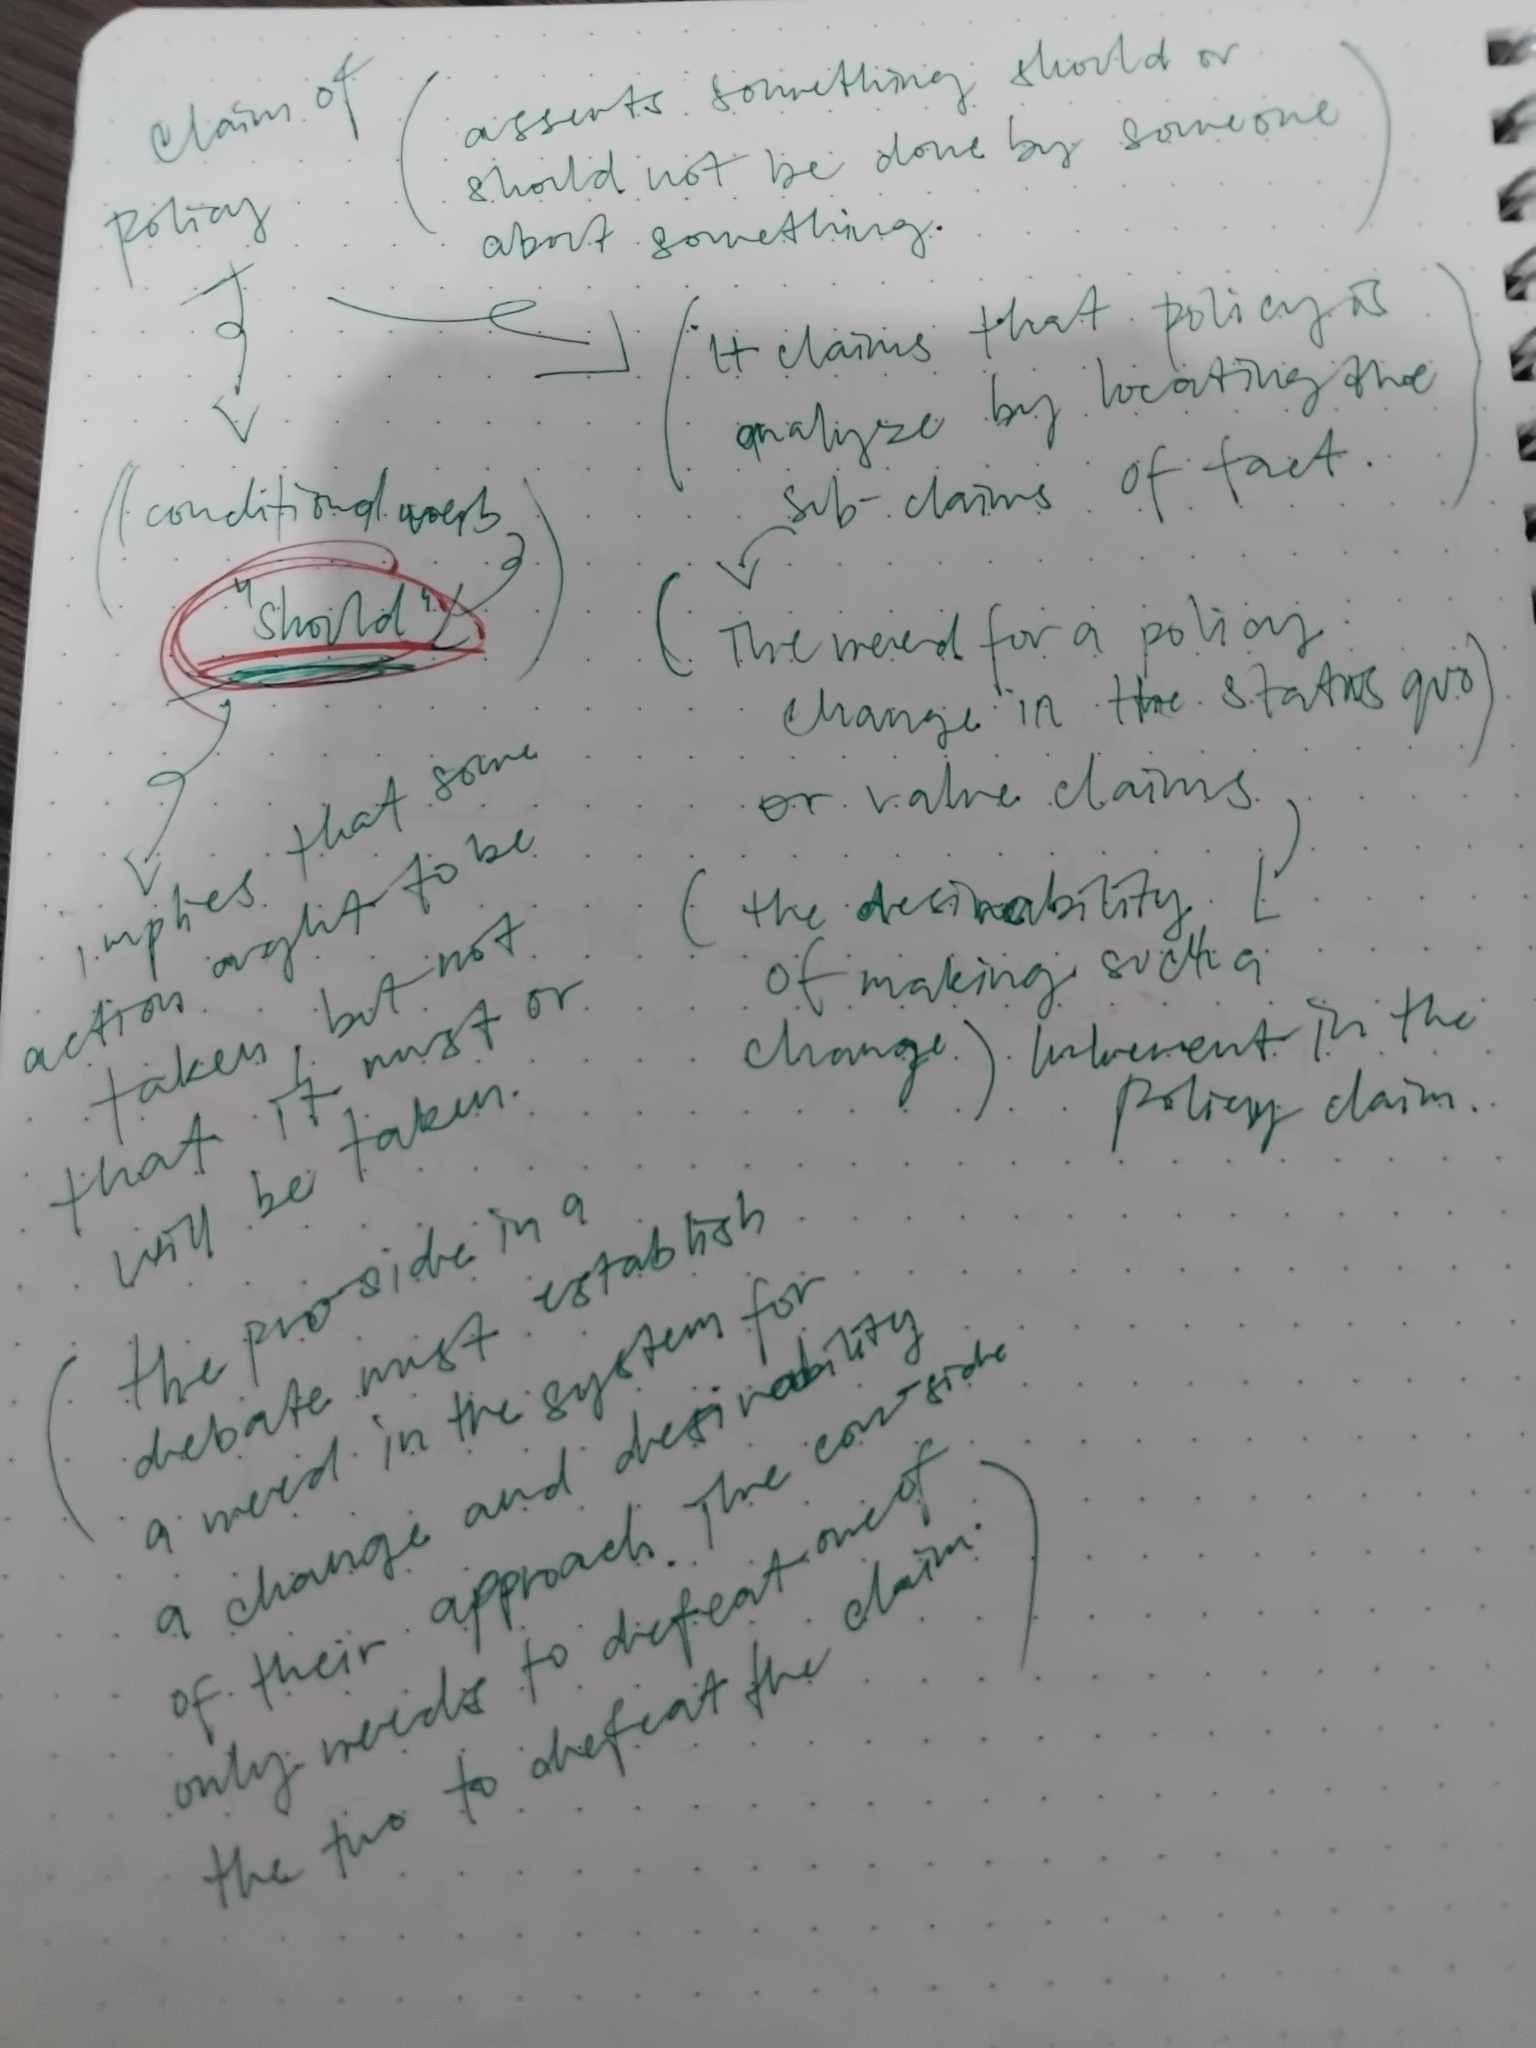 claim of
policy
(asserts something should or
should not be done by someone
about something.)
(conditional verb
"should")
implies that some
action ought to be
taken, but not
that it must or
will be taken.
(It claims that policy is
analyze by locating the
sub-claims of fact.)
(The need for a policy
change in the status quo)
or value claims
(the desirability
of making such a
change.) inherent in the
policy claim.
(the pro-side in a
debate must establish
a need in the system for
a change and desirability
of their approach. The con-side
only needs to defeat one of
the two to defeat the claim.)